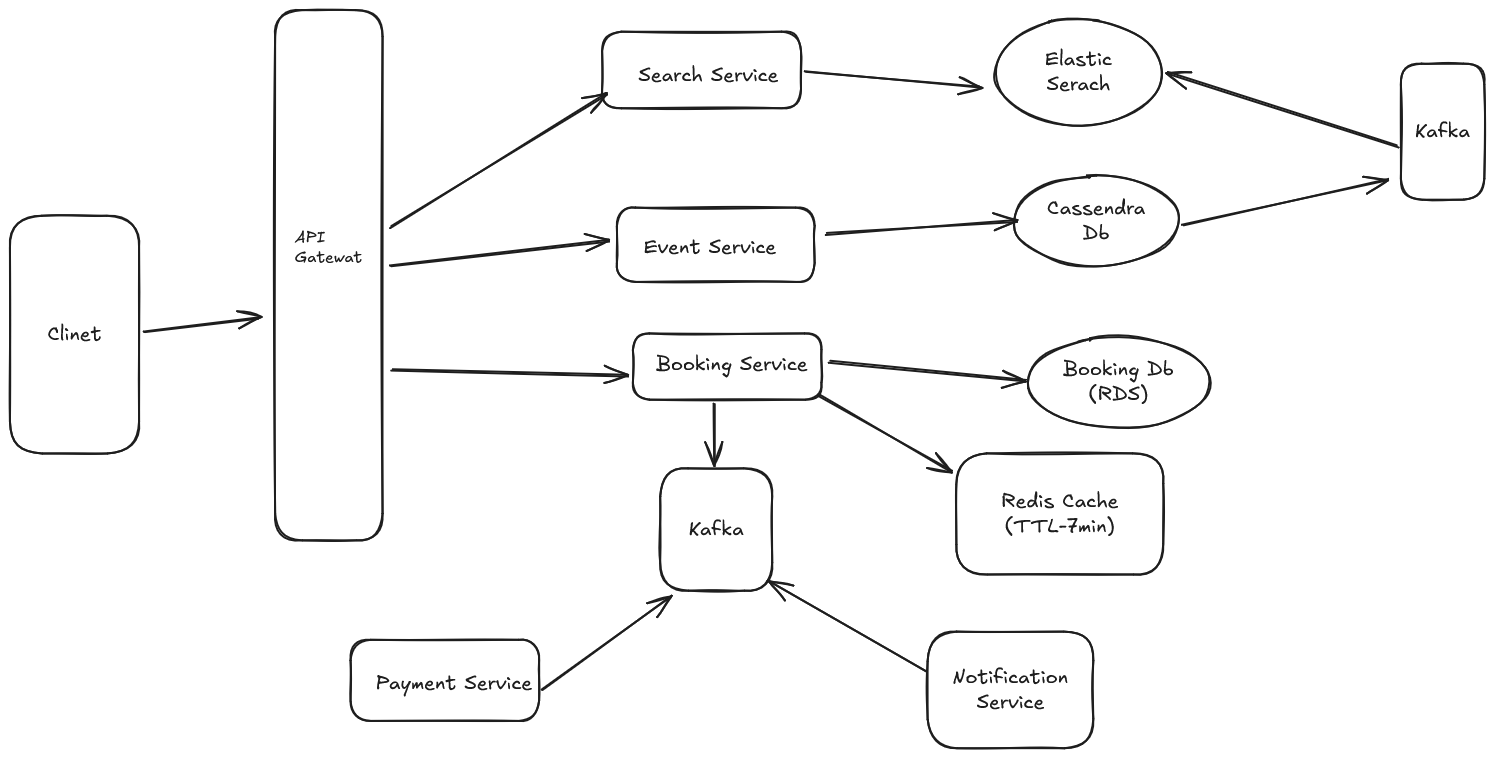 Search Service
Elastic
Serach
Kafka
API
Gatewat
Cassendra
Db
Event Service
Clinet
Booking Service
Booking Db
(RDS)
Kafka
Redis Cache
(TTL-7min)
Payment Service
Notification
Service